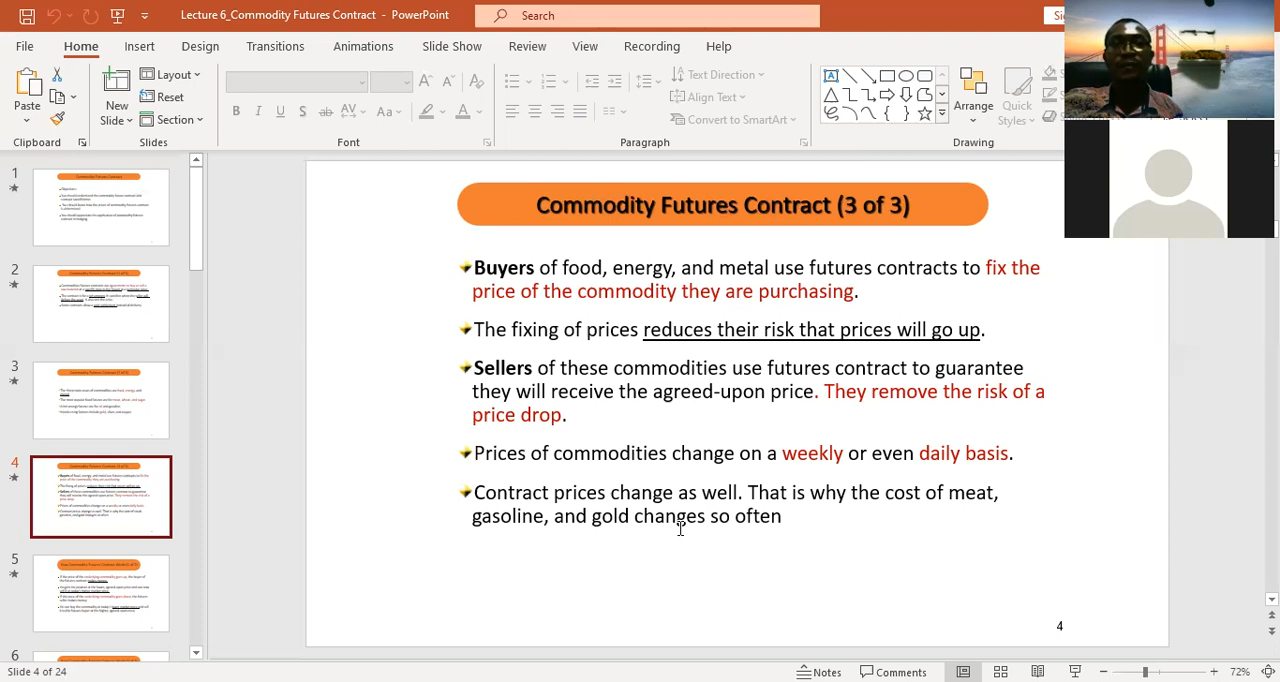 Lecture 6_Commodity Futures Contract - PowerPoint
Search
File Home Insert Design Transitions Animations Slide Show Review View Recording Help
Paste
New Slide
Layout
Reset
Section
Text Direction
Align Text
Convert to SmartArt
Arrange
Quick Styles
Clipboard Slides Font Paragraph Drawing
1
2
3
4
5
6
Commodity Futures Contract (3 of 3)
Buyers of food, energy, and metal use futures contracts to fix the
price of the commodity they are purchasing.
The fixing of prices reduces their risk that prices will go up.
Sellers of these commodities use futures contract to guarantee
they will receive the agreed-upon price. They remove the risk of a
price drop.
Prices of commodities change on a weekly or even daily basis.
Contract prices change as well. That is why the cost of meat,
gasoline, and gold changes so often
4
Slide 4 of 24
Notes Comments 72%